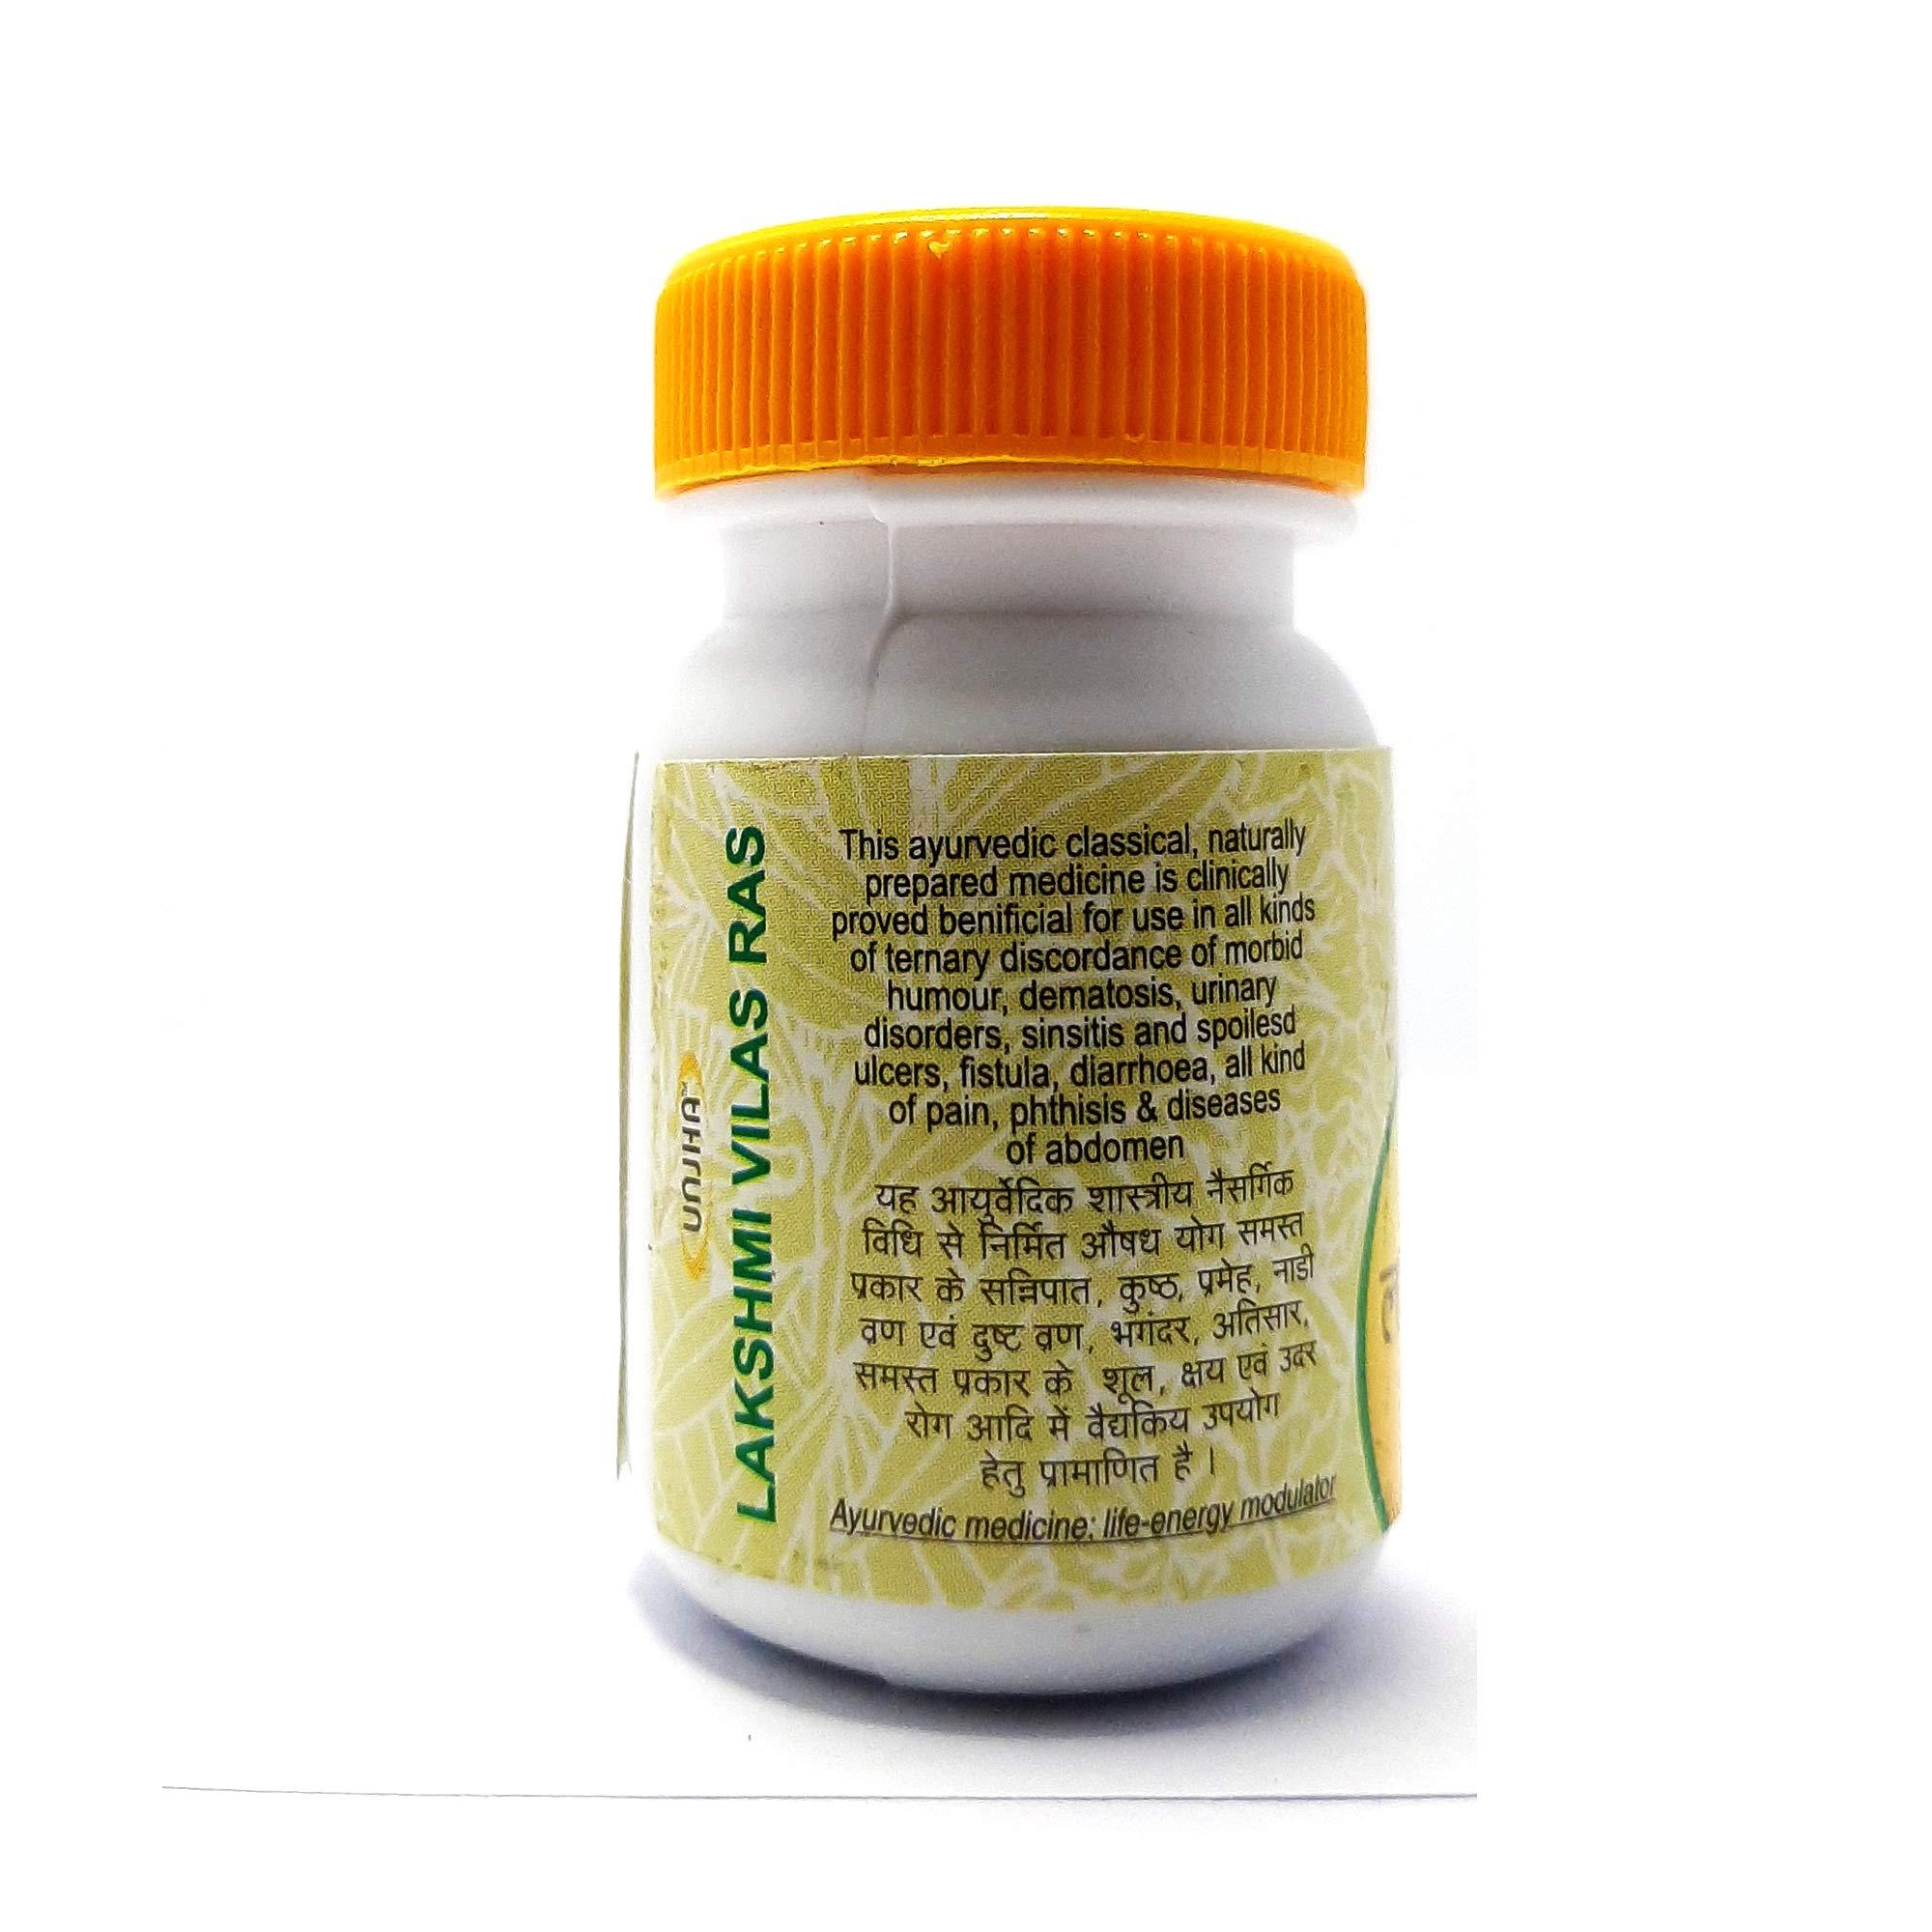 UNJHA
LAKSHMI VILAS RAS
This ayurvedic classical, naturally
prepared medicine is clinically
proved benificial for use in all kinds
of ternary discordance of morbid
humour, dematosis, urinary
disorders, sinsitis and spoilesd
ulcers, fistula, diarrhoea, all kind
of pain, phthisis & diseases
of abdomen
यह आयुर्वेदिक शास्त्रीय नैसर्गिक
विधि से निर्मित औषध योग समस्त
प्रकार के सन्निपात, कुष्ठ, प्रमेह, नाडी
व्रण एवं दुष्ट व्रण, भगंदर, अतिसार,
समस्त प्रकार के शूल, क्षय एवं उदर
रोग आदि में वैद्यकिय उपयोग
हेतु प्रामाणित है ।
Ayurvedic medicine: life-energy modulator